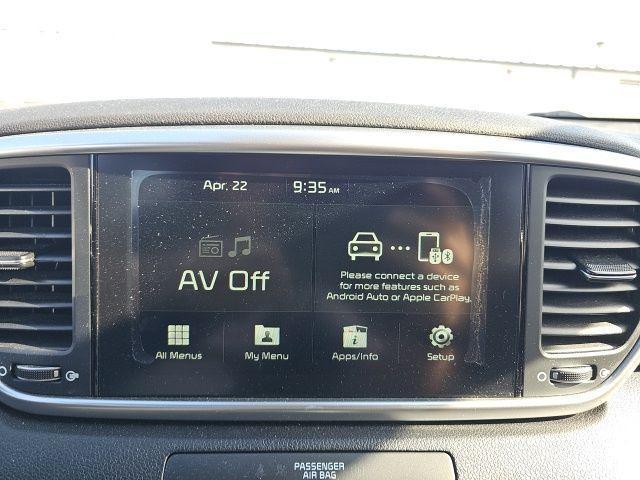 Apr. 22
9:35 AM
AV Off
Please connect a device
for more features such as
Android Auto or Apple CarPlay.
All Menus
My Menu
Apps/Info
Setup
PASSENGER
AIR BAG